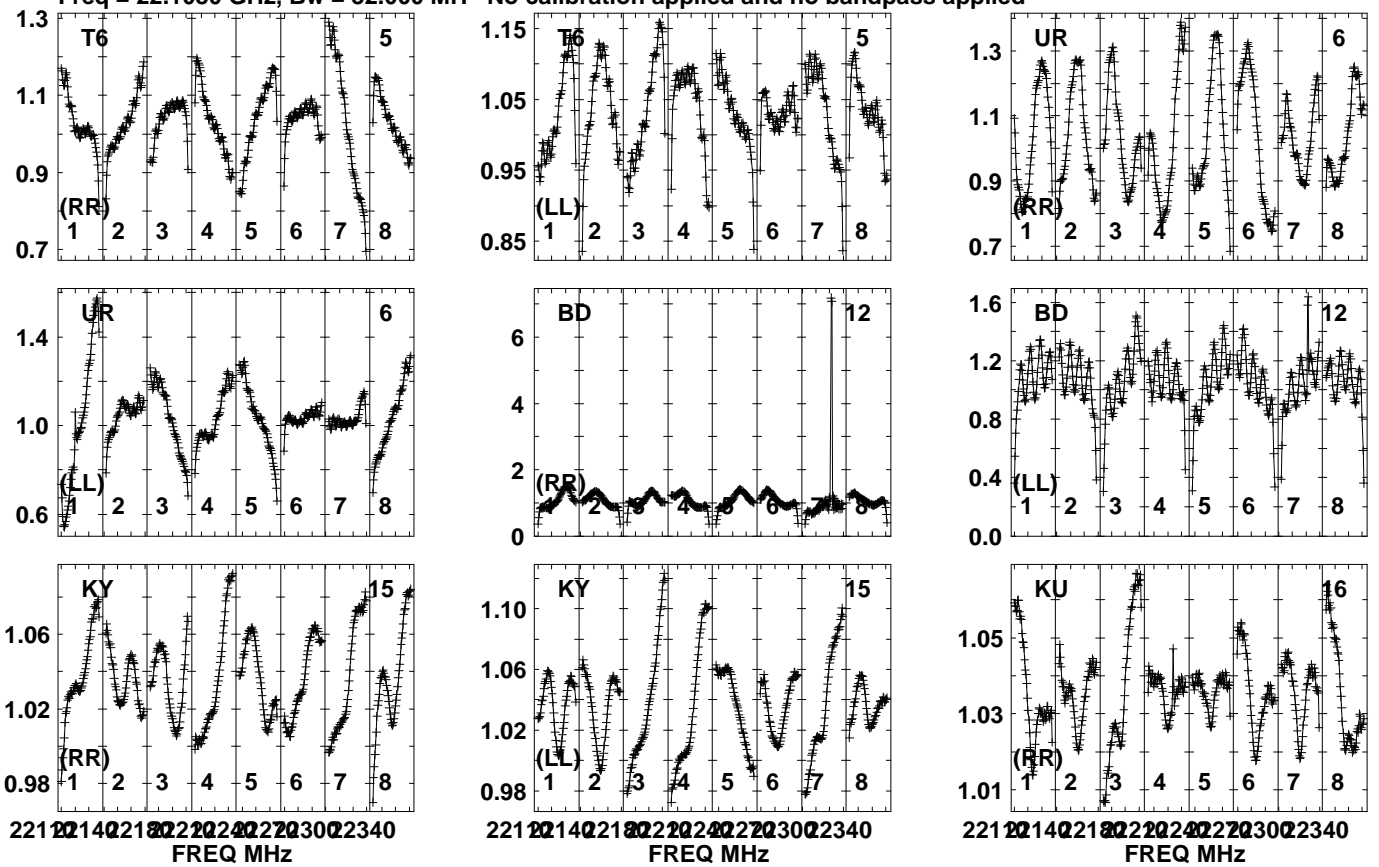 Freq = 22.1080 GHz, Bw = 32.000 MH No calibration applied and no bandpass applied
1.3 T6 5 1.15 T6 5 UR 6
1.3
1.1 1.05 1.1
0.9 0.95 0.9
(RR) (LL) (RR)
1 2 3 4 5 6 7 8 1 2 3 4 5 6 7 8 1 2 3 4 5 6 7 8
0.7 0.85 0.7
UR 6 BD 12 1.6 BD 12
1.4 6
1.2
1.0 4 0.8
2
(LL) (RR) 0.4 (LL)
1 2 3 4 5 6 7 8 1 2 3 4 5 6 7 8 1 2 3 4 5 6 7 8
0.6 0 0.0
KY 15 KY 15 KU 16
1.10
1.06 1.05
1.06
1.02 1.03
1.02
(RR) (LL) (RR)
0.98 1 2 3 4 5 6 7 8 0.98 1 2 3 4 5 6 7 8 1.01 1 2 3 4 5 6 7 8
22340 22340 22340
FREQ MHz FREQ MHz FREQ MHz